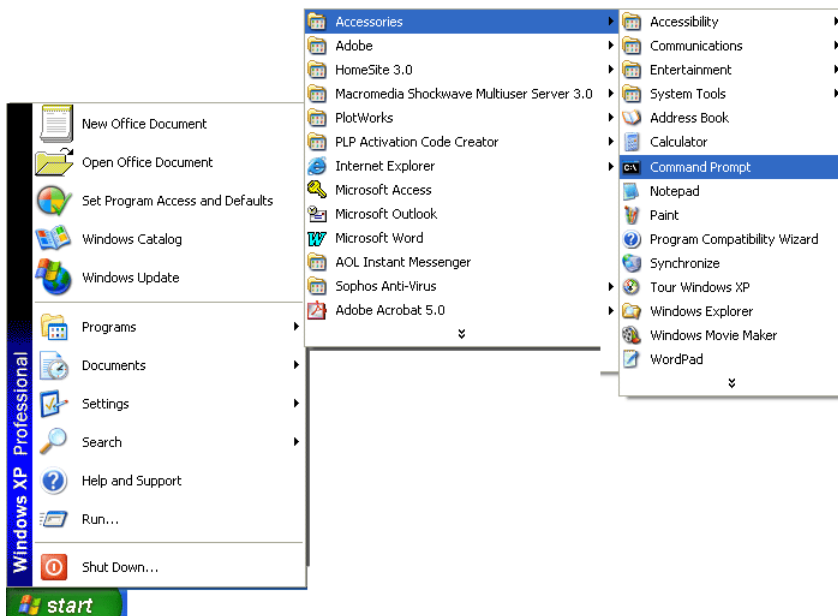 New Office Document
Open Office Document
Set Program Access and Defaults
Windows Catalog
Windows Update
Programs
Documents
Settings
Search
Help and Support
Run...
Shut Down...
Windows XP Professional
start
Accessories
Adobe
HomeSite 3.0
Macromedia Shockwave Multiuser Server 3.0
PlotWorks
PLP Activation Code Creator
Internet Explorer
Microsoft Access
Microsoft Outlook
Microsoft Word
AOL Instant Messenger
Sophos Anti-Virus
Adobe Acrobat 5.0
Accessibility
Communications
Entertainment
System Tools
Address Book
Calculator
Command Prompt
Notepad
Paint
Program Compatibility Wizard
Synchronize
Tour Windows XP
Windows Explorer
Windows Movie Maker
WordPad